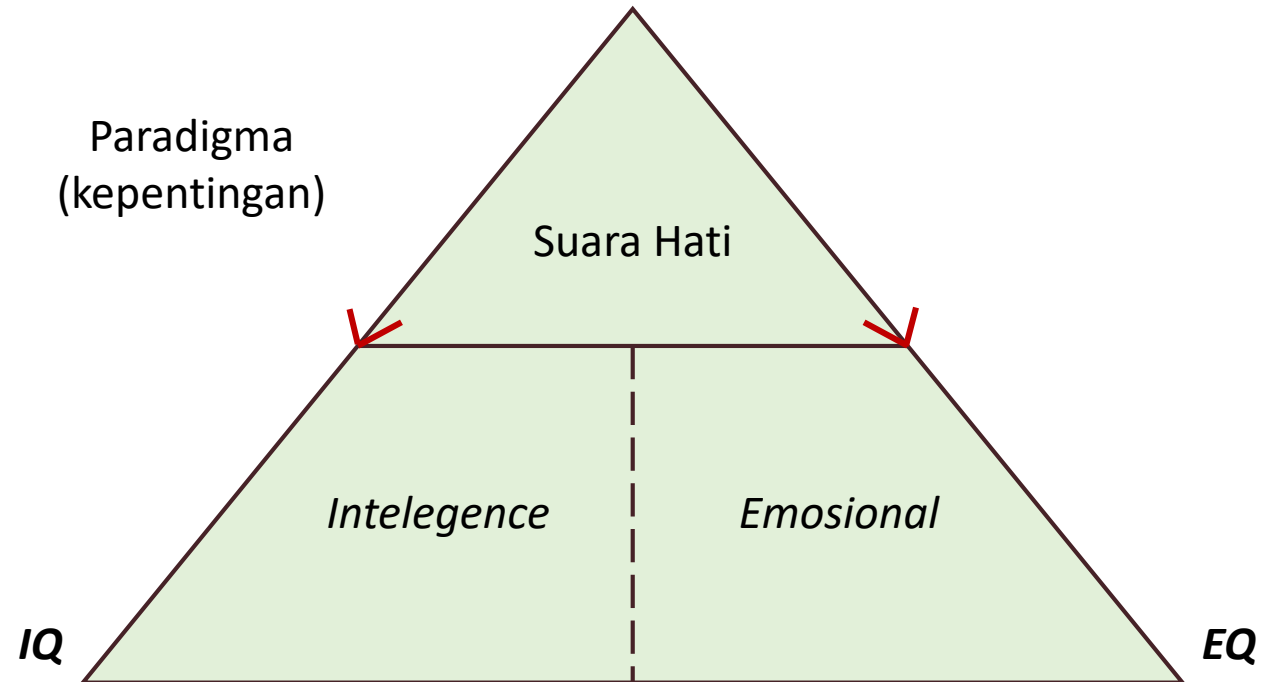 Paradigma
(kepentingan)
Suara Hati
Intelegence
Emosional
IQ
EQ